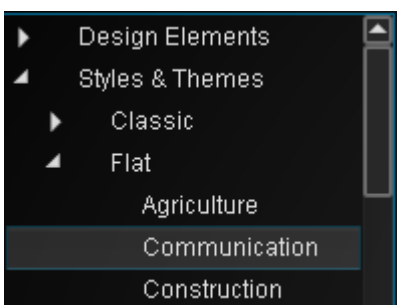 Design Elements
Styles & Themes
Classic
Flat
Agriculture
Communication
Construction